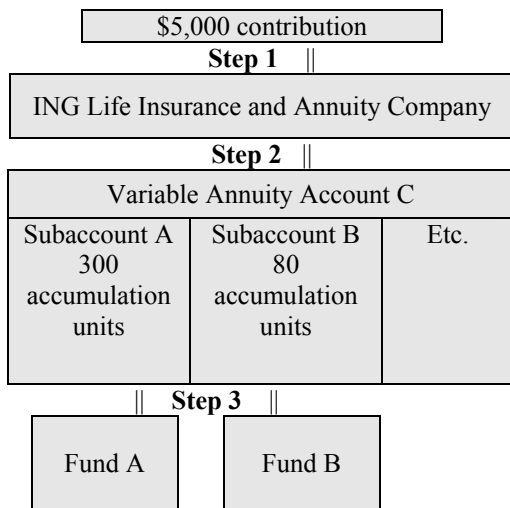 $5,000 contribution
Step 1 ||
ING Life Insurance and Annuity Company
Step 2 ||
Variable Annuity Account C
Subaccount A
300
accumulation
units
Subaccount B
80
accumulation
units
Etc.
|| Step 3 ||
Fund A
Fund B